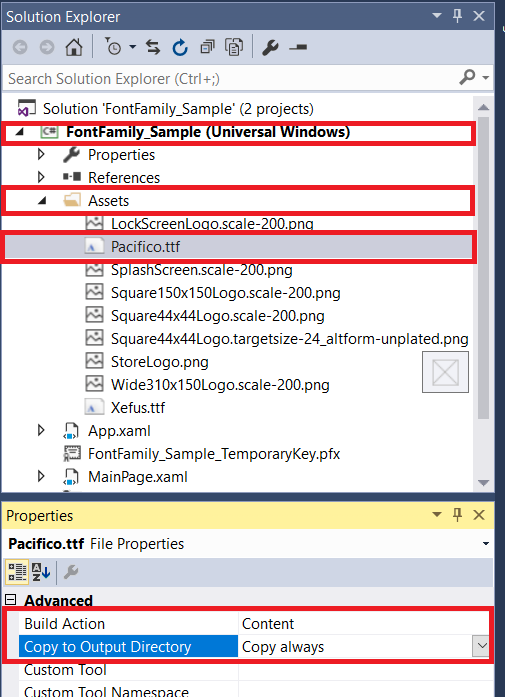 Solution Explorer
Search Solution Explorer (Ctrl+;)
Solution 'FontFamily_Sample' (2 projects)
C# FontFamily_Sample (Universal Windows)
Properties
References
Assets
LockScreenLogo.scale-200.png
Pacifico.ttf
SplashScreen.scale-200.png
Square150x150Logo.scale-200.png
Square44x44Logo.scale-200.png
Square44x44Logo.targetsize-24_altform-unplated.png
StoreLogo.png
Wide310x150Logo.scale-200.png
Xefus.ttf
App.xaml
FontFamily_Sample_TemporaryKey.pfx
MainPage.xaml
Properties
Pacifico.ttf File Properties
Advanced
Build Action Content
Copy to Output Directory Copy always
Custom Tool
Custom Tool Namespace